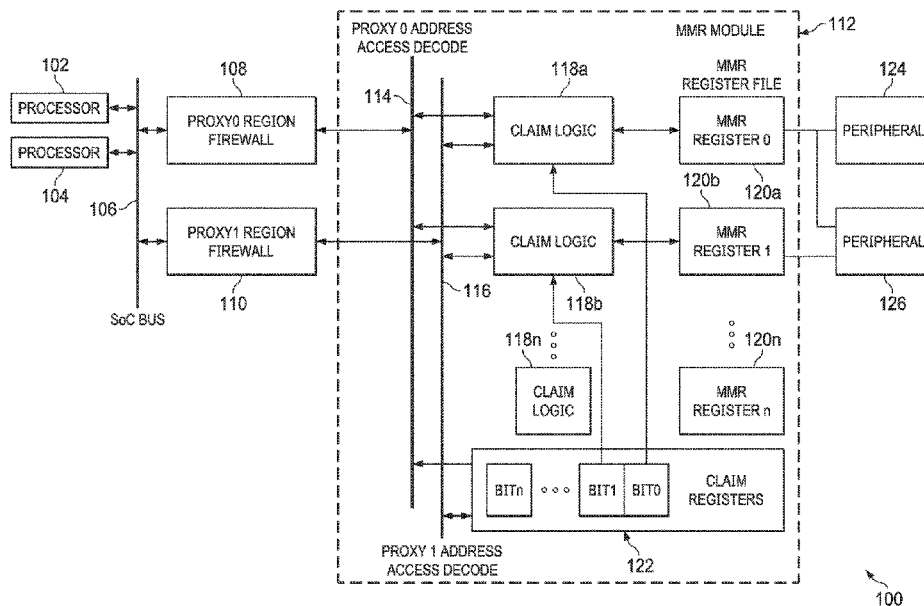 PROXY 0 ADDRESS
ACCESS DECODE
MMR MODULE
112
102
PROCESSOR
PROCESSOR
104
106
SoC BUS
108
PROXY0 REGION
FIREWALL
PROXY1 REGION
FIREWALL
110
114
116
118a
CLAIM LOGIC
CLAIM LOGIC
118b
118n
CLAIM
LOGIC
MMR
REGISTER FILE
MMR
REGISTER 0
120a
120b
MMR
REGISTER 1
120n
MMR
REGISTER n
124
PERIPHERAL
PERIPHERAL
126
BITn
BIT1
BIT0
CLAIM
REGISTERS
122
PROXY 1 ADDRESS
ACCESS DECODE
100